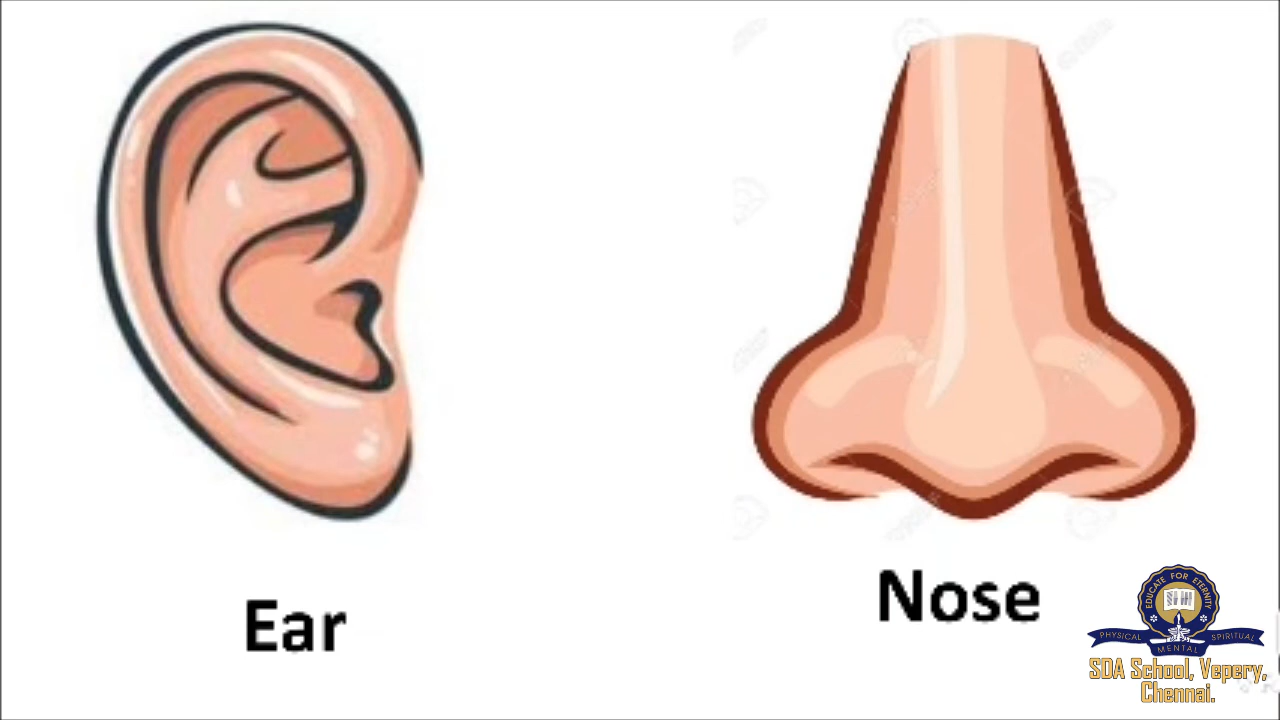 Ear
Nose
EDUCATE FOR ETERNITY
PHYSICAL
MENTAL
SPIRITUAL
SDA School, Vepery,
Chennai.